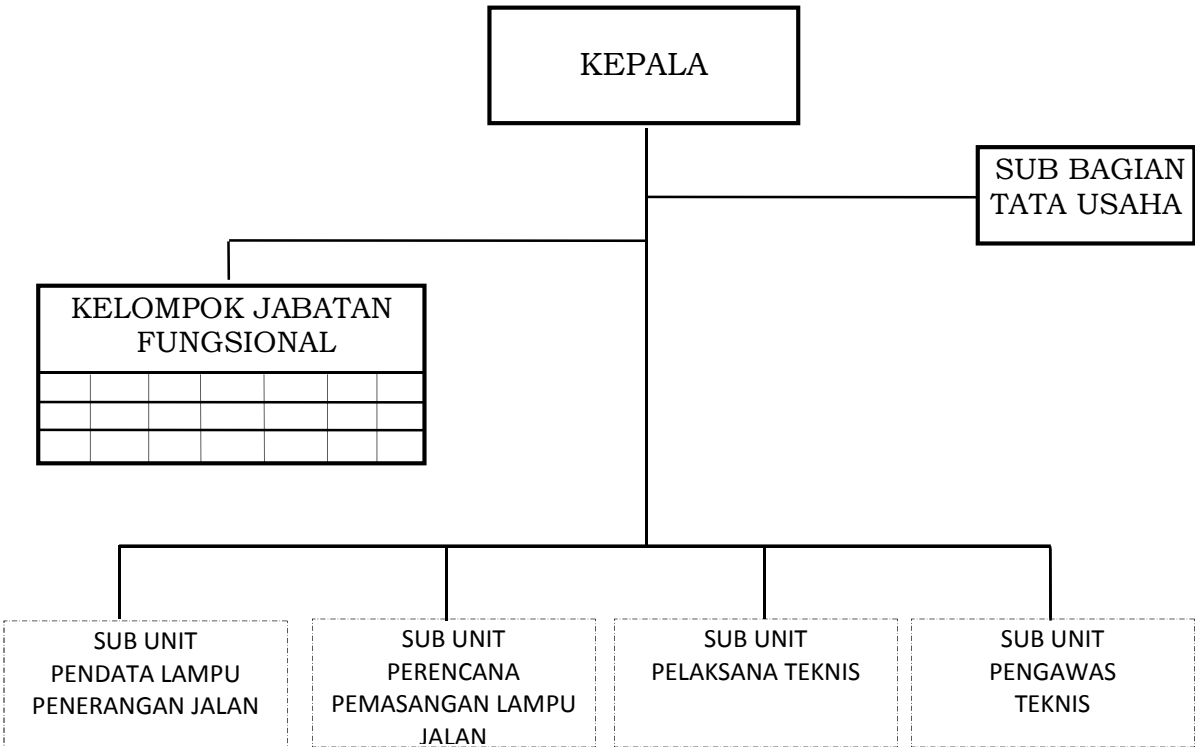 KEPALA
SUB BAGIAN
TATA USAHA
KELOMPOK JABATAN
FUNGSIONAL
SUB UNIT
PENDATA LAMPU
PENERANGAN JALAN
SUB UNIT
PERENCANA
PEMASANGAN LAMPU
JALAN
SUB UNIT
PELAKSANA TEKNIS
SUB UNIT
PENGAWAS
TEKNIS